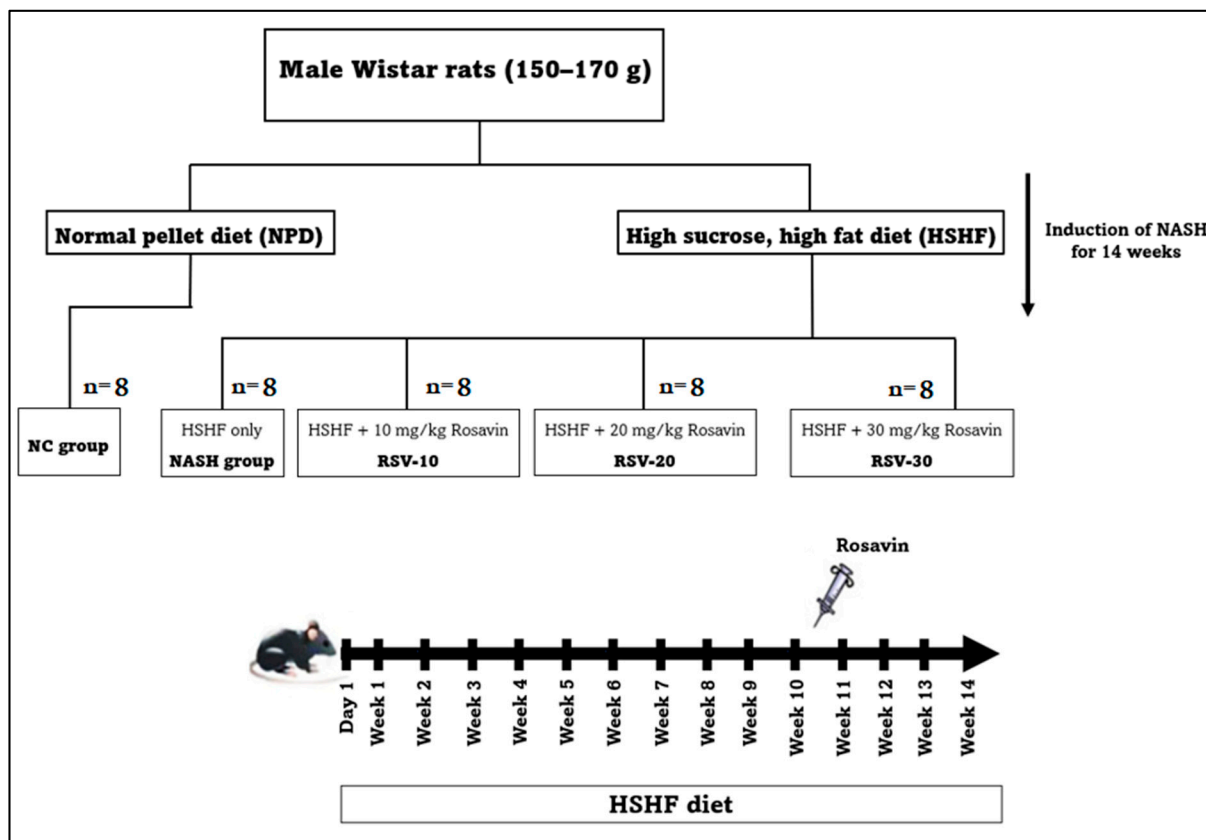 Male Wistar rats (150–170 g)
Normal pellet diet (NPD)
High sucrose, high fat diet (HSHF)
Induction of NASH
for 14 weeks
n=8
n=8
n=8
n=8
n=8
NC group
HSHF only
NASH group
HSHF + 10 mg/kg Rosavin
RSV-10
HSHF + 20 mg/kg Rosavin
RSV-20
HSHF + 30 mg/kg Rosavin
RSV-30
Rosavin
Day 1
Week 1
Week 2
Week 3
Week 4
Week 5
Week 6
Week 7
Week 8
Week 9
Week 10
Week 11
Week 12
Week 13
Week 14
HSHF diet